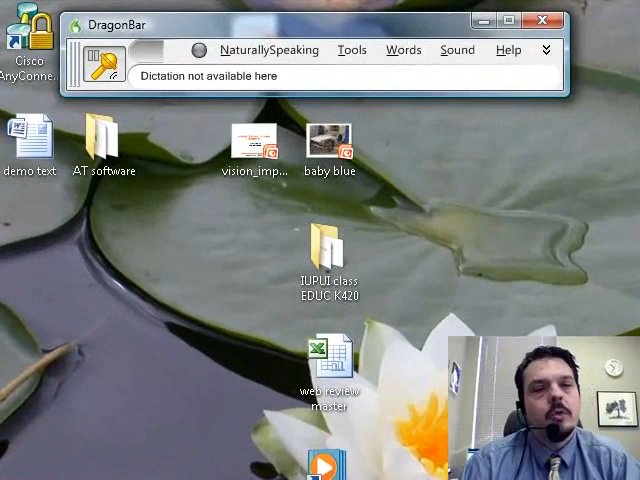 DragonBar
NaturallySpeaking Tools Words Sound Help
Dictation not available here
Cisco
AnyConne...
demo text
AT software
vision_imp...
baby blue
IUPUI class
EDUC K420
web review
master